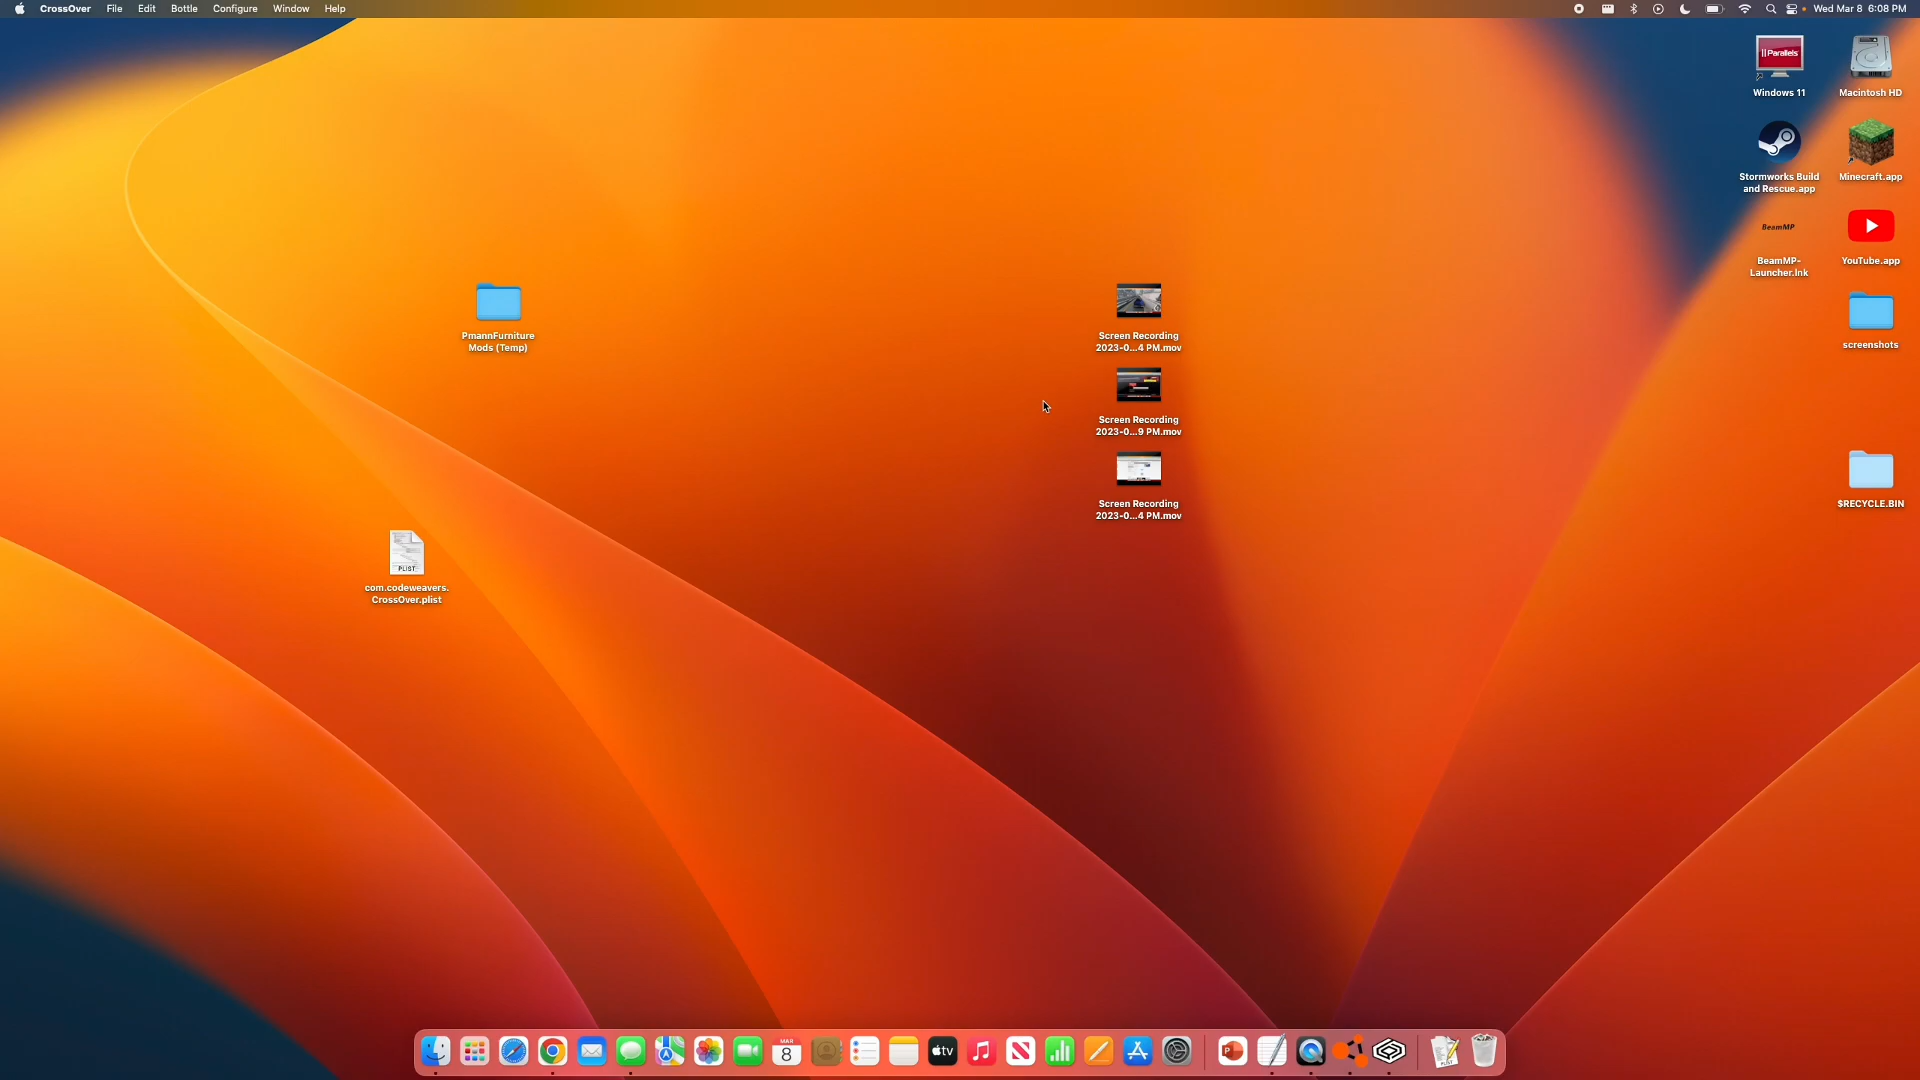 CrossOver File Edit Bottle Configure Window Help
Wed Mar 8 6:08 PM
Parallels
Windows 11
Macintosh HD
Stormworks Build
and Rescue.app
Minecraft.app
BeamMP
BeamMP-
Launcher.lnk
YouTube.app
screenshots
$RECYCLE.BIN
PmannFurniture
Mods (Temp)
Screen Recording
2023-0...4 PM.mov
Screen Recording
2023-0...9 PM.mov
Screen Recording
2023-0...4 PM.mov
PLIST
com.codeweavers.
CrossOver.plist
MAR
8
tv
P
PLIST